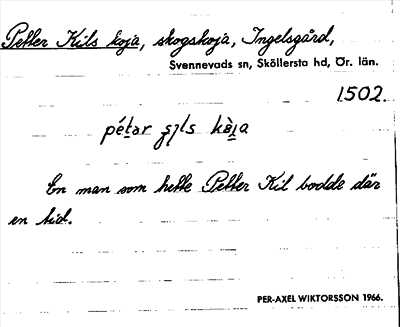 Petter Kils koja, skogskoja, Ingelsgård,
Svennevads sn, Sköllersta hd, Ör. län.
1502.
En man som hette Petter Kil bodde där
en tid.
PER-AXEL WIKTORSSON 1966.